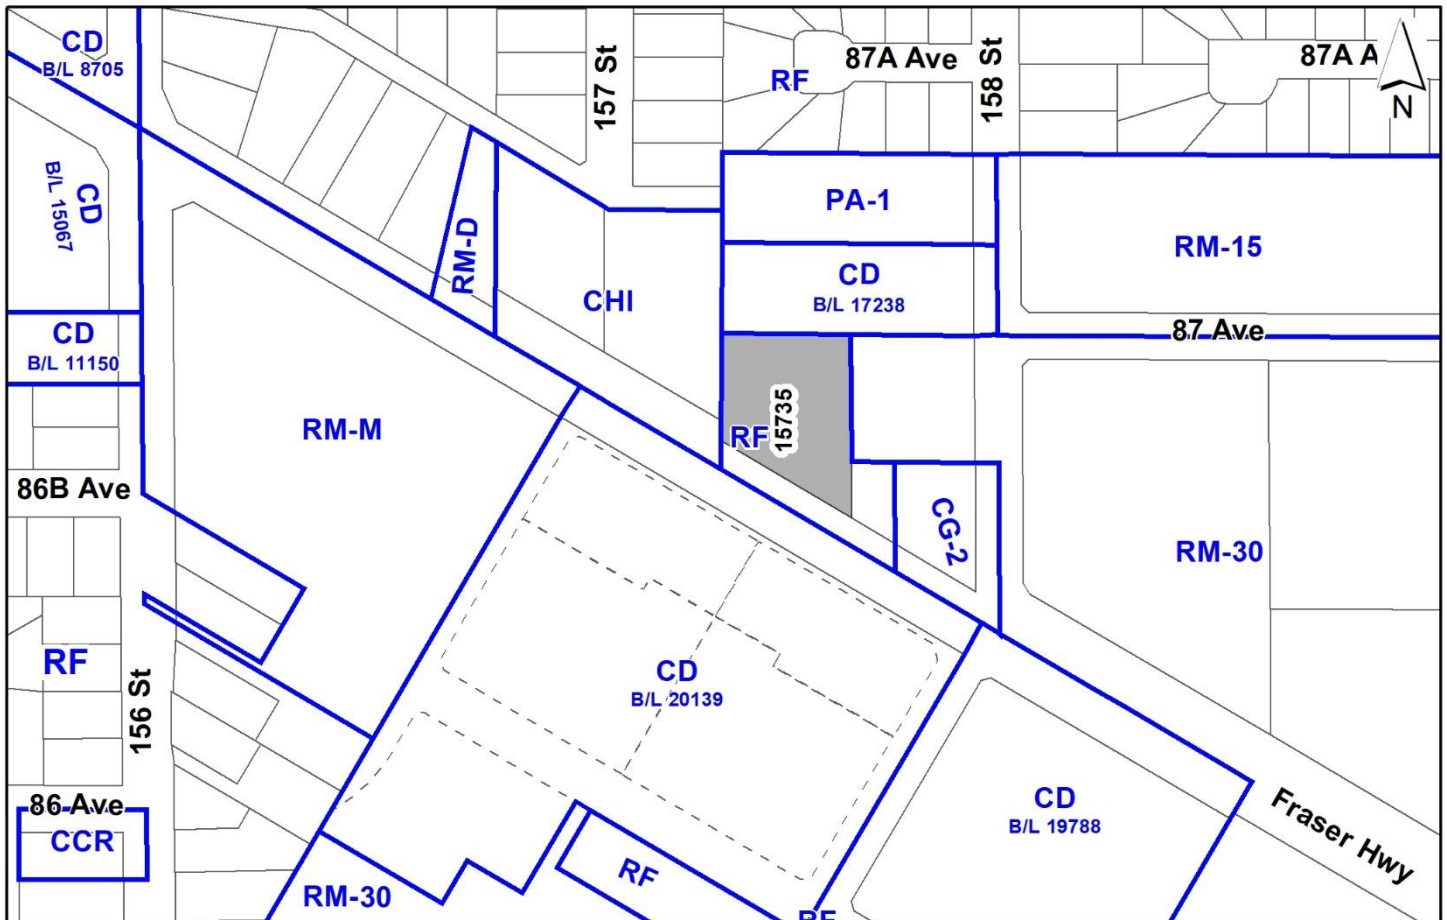 CD
B/L 8705
157 St
87A Ave
RF
158 St
87A A
N
CD
B/L 15067
RM-D
PA-1
RM-15
CHI
CD
B/L 17238
87 Ave
CD
B/L 11150
RM-M
RF
15735
86B Ave
CG-2
RM-30
RF
156 St
CD
B/L 20139
86 Ave
CCR
CD
B/L 19788
Fraser Hwy
RM-30
RF
RF